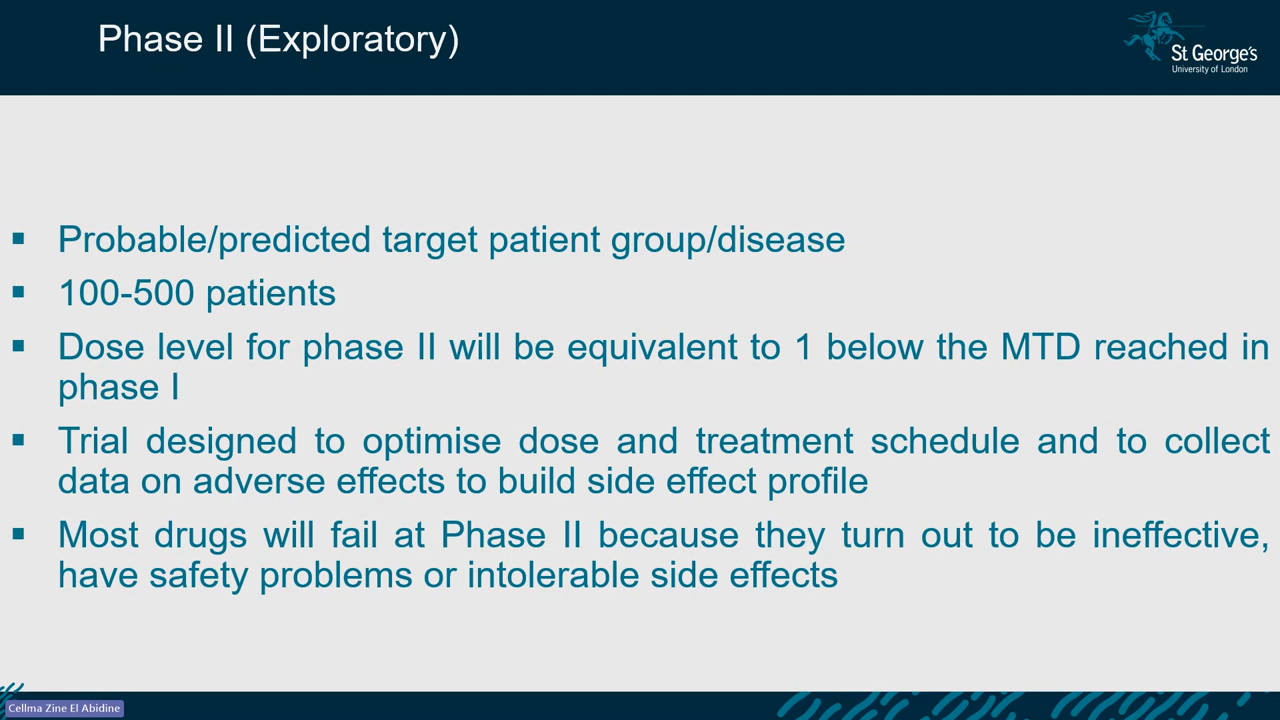 Phase II (Exploratory)
St George's
University of London
▪ Probable/predicted target patient group/disease
▪ 100-500 patients
▪ Dose level for phase II will be equivalent to 1 below the MTD reached in
phase I
▪ Trial designed to optimise dose and treatment schedule and to collect
data on adverse effects to build side effect profile
▪ Most drugs will fail at Phase II because they turn out to be ineffective,
have safety problems or intolerable side effects
Cellma Zine El Abidine